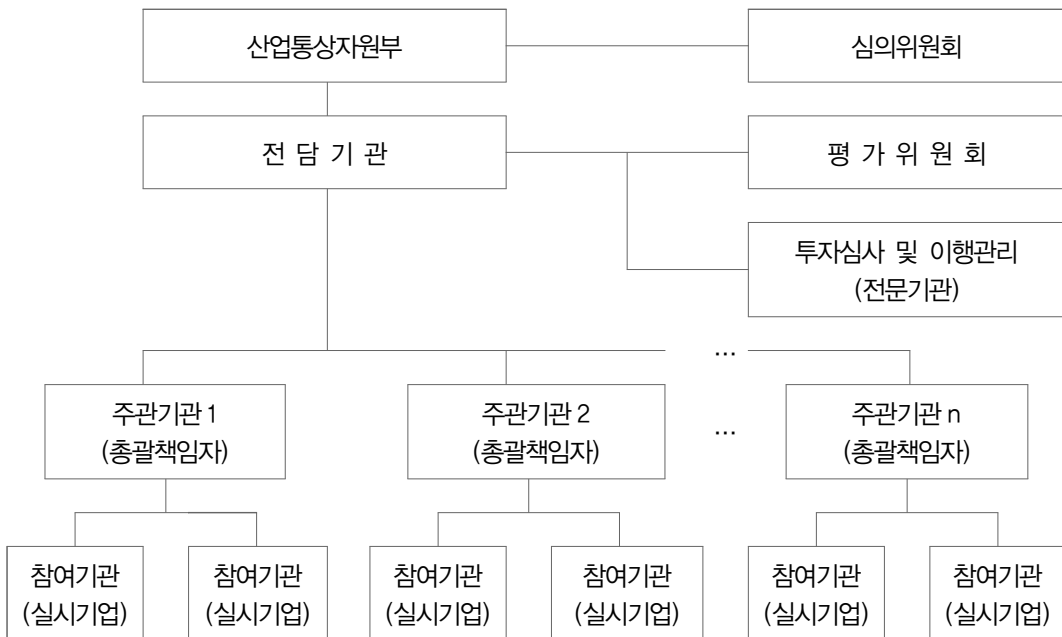 산업통상자원부
심의위원회
전 담 기 관
평 가 위 원 회
투자심사 및 이행관리
(전문기관)
...
주관기관 1
(총괄책임자)
주관기관 2
(총괄책임자)
...
주관기관 n
(총괄책임자)
참여기관
(실시기업)
참여기관
(실시기업)
참여기관
(실시기업)
참여기관
(실시기업)
참여기관
(실시기업)
참여기관
(실시기업)